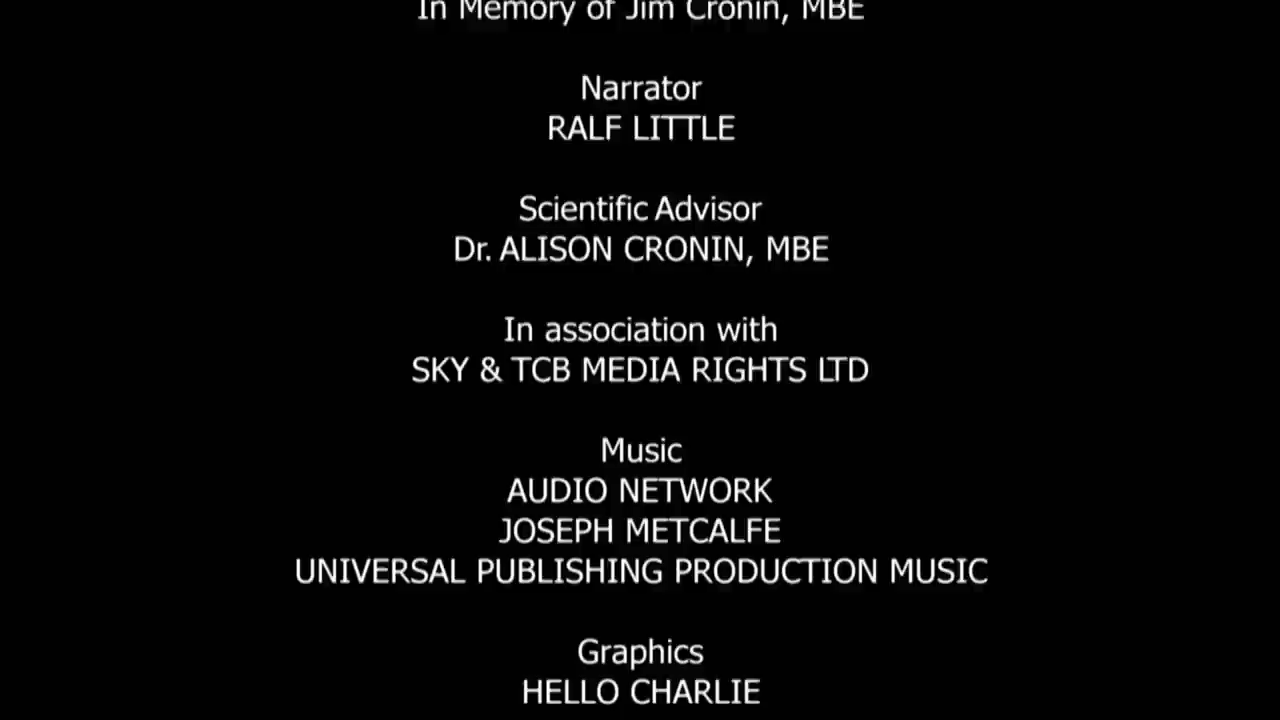 In Memory of Jim Cronin, MBE
Narrator
RALF LITTLE
Scientific Advisor
Dr. ALISON CRONIN, MBE
In association with
SKY & TCB MEDIA RIGHTS LTD
Music
AUDIO NETWORK
JOSEPH METCALFE
UNIVERSAL PUBLISHING PRODUCTION MUSIC
Graphics
HELLO CHARLIE